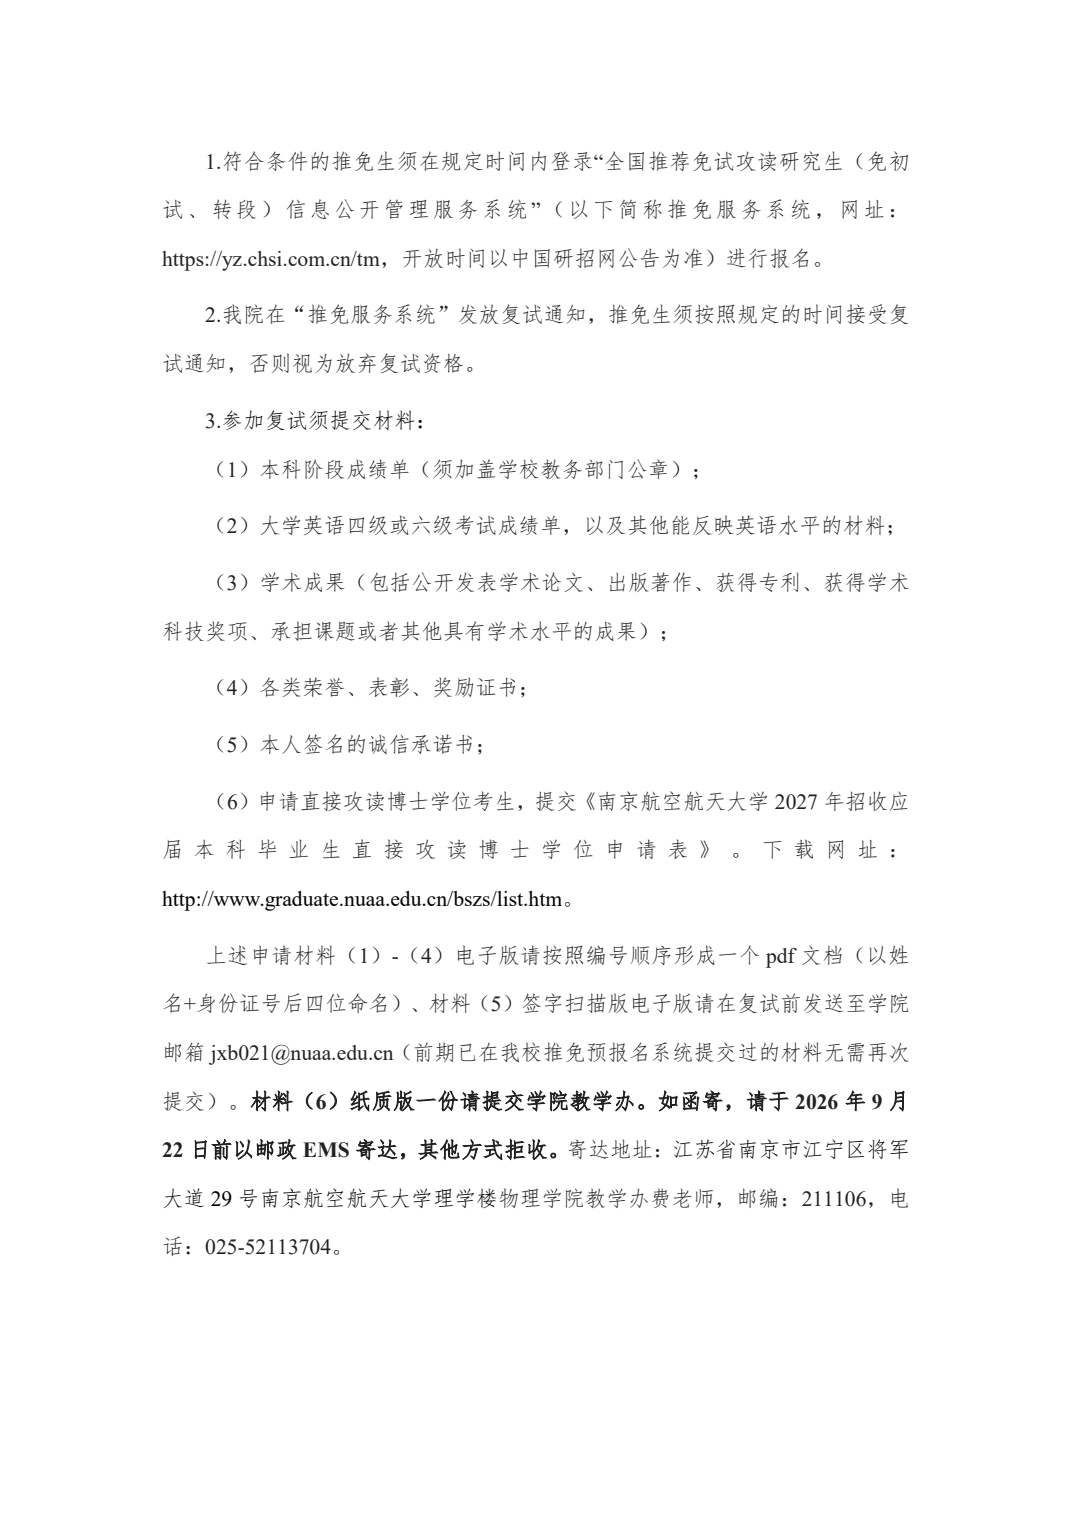 1.符合条件的推免生须在规定时间内登录“全国推荐免试攻读研究生（免初
试、转段）信息公开管理服务系统”（以下简称推免服务系统，网址：
https://yz.chsi.com.cn/tm，开放时间以中国研招网公告为准）进行报名。
2.我院在“推免服务系统”发放复试通知，推免生须按照规定的时间接受复
试通知，否则视为放弃复试资格。
3.参加复试须提交材料：
（1）本科阶段成绩单（须加盖学校教务部门公章）；
（2）大学英语四级或六级考试成绩单，以及其他能反映英语水平的材料；
（3）学术成果（包括公开发表学术论文、出版著作、获得专利、获得学术
科技奖项、承担课题或者其他具有学术水平的成果）；
（4）各类荣誉、表彰、奖励证书；
（5）本人签名的诚信承诺书；
（6）申请直接攻读博士学位考生，提交《南京航空航天大学 2027 年招收应
届本科毕业生直接攻读博士学位申请表》。下载网址：
http://www.graduate.nuaa.edu.cn/bszs/list.htm。
上述申请材料（1）-（4）电子版请按照编号顺序形成一个 pdf 文档（以姓
名+身份证号后四位命名）、材料（5）签字扫描版电子版请在复试前发送至学院
邮箱 jxb021@nuaa.edu.cn（前期已在我校推免预报名系统提交过的材料无需再次
提交）。材料（6）纸质版一份请提交学院教学办。如函寄，请于 2026 年 9 月
22 日前以邮政 EMS 寄达，其他方式拒收。寄达地址：江苏省南京市江宁区将军
大道 29 号南京航空航天大学理学楼物理学院教学办费老师，邮编：211106，电
话：025-52113704。